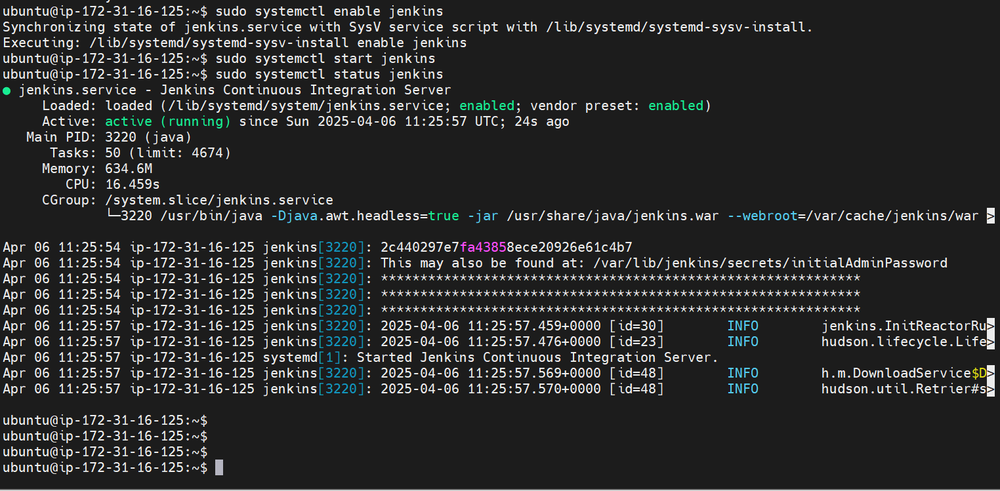 ubuntu@ip-172-31-16-125:~$ sudo systemctl enable jenkins
Synchronizing state of jenkins.service with SysV service script with /lib/systemd/systemd-sysv-install.
Executing: /lib/systemd/systemd-sysv-install enable jenkins
ubuntu@ip-172-31-16-125:~$ sudo systemctl start jenkins
ubuntu@ip-172-31-16-125:~$ sudo systemctl status jenkins
● jenkins.service - Jenkins Continuous Integration Server
     Loaded: loaded (/lib/systemd/system/jenkins.service; enabled; vendor preset: enabled)
     Active: active (running) since Sun 2025-04-06 11:25:57 UTC; 24s ago
   Main PID: 3220 (java)
      Tasks: 50 (limit: 4674)
     Memory: 634.6M
        CPU: 16.459s
     CGroup: /system.slice/jenkins.service
             └─3220 /usr/bin/java -Djava.awt.headless=true -jar /usr/share/java/jenkins.war --webroot=/var/cache/jenkins/war >
Apr 06 11:25:54 ip-172-31-16-125 jenkins[3220]: 2c440297e7fa43858ece20926e61c4b7
Apr 06 11:25:54 ip-172-31-16-125 jenkins[3220]: This may also be found at: /var/lib/jenkins/secrets/initialAdminPassword
Apr 06 11:25:54 ip-172-31-16-125 jenkins[3220]: *************************************************************
Apr 06 11:25:54 ip-172-31-16-125 jenkins[3220]: *************************************************************
Apr 06 11:25:54 ip-172-31-16-125 jenkins[3220]: *************************************************************
Apr 06 11:25:57 ip-172-31-16-125 jenkins[3220]: 2025-04-06 11:25:57.459+0000 [id=30]        INFO        jenkins.InitReactorRu>
Apr 06 11:25:57 ip-172-31-16-125 jenkins[3220]: 2025-04-06 11:25:57.476+0000 [id=23]        INFO        hudson.lifecycle.Life>
Apr 06 11:25:57 ip-172-31-16-125 systemd[1]: Started Jenkins Continuous Integration Server.
Apr 06 11:25:57 ip-172-31-16-125 jenkins[3220]: 2025-04-06 11:25:57.569+0000 [id=48]        INFO        h.m.DownloadService$D>
Apr 06 11:25:57 ip-172-31-16-125 jenkins[3220]: 2025-04-06 11:25:57.570+0000 [id=48]        INFO        hudson.util.Retrier#s>
ubuntu@ip-172-31-16-125:~$
ubuntu@ip-172-31-16-125:~$
ubuntu@ip-172-31-16-125:~$
ubuntu@ip-172-31-16-125:~$